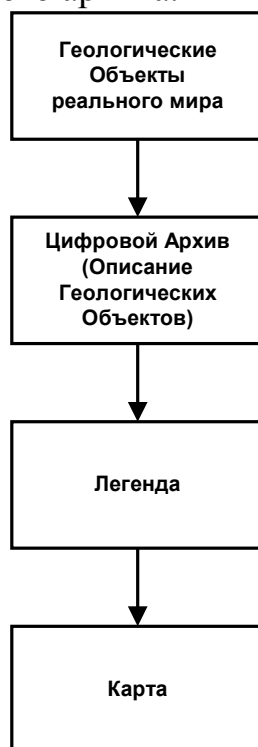 Геологические
Объекты
реального мира
Цифровой Архив
(Описание
Геологических
Объектов)
Легенда
Карта